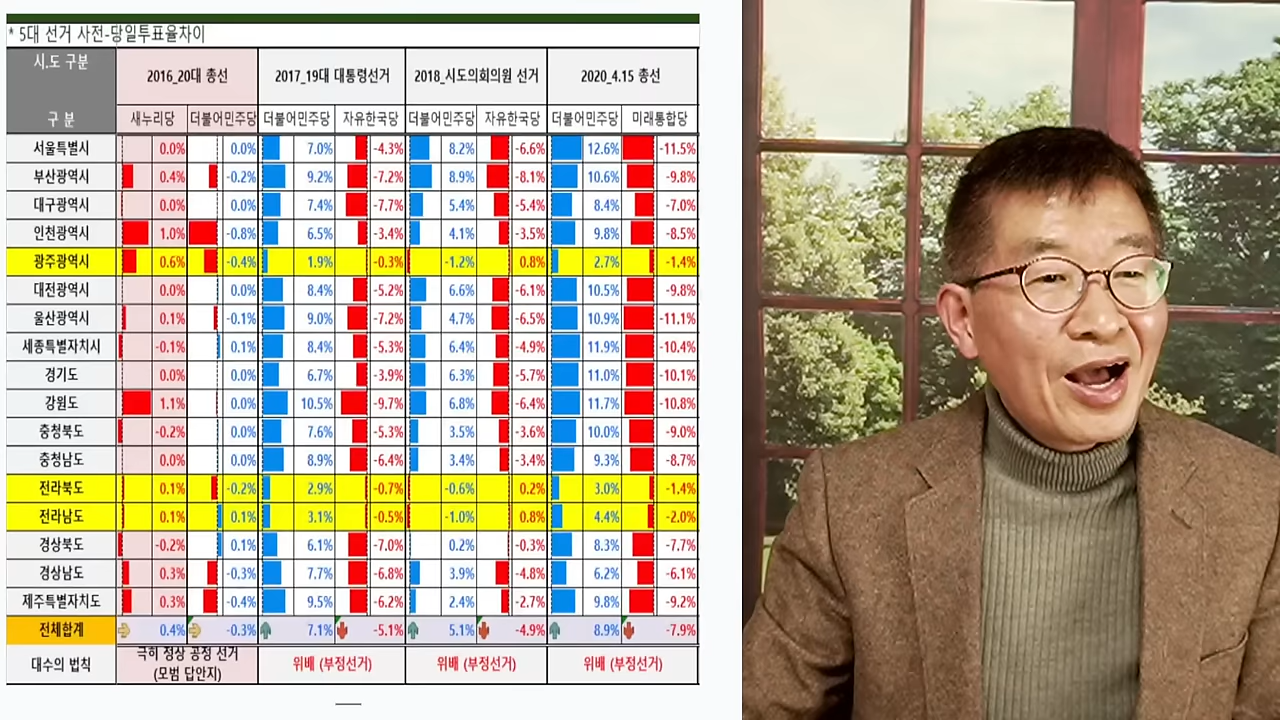 * 5대 선거 사전-당일투표율차이
시.도 구분 2016_20대 총선 2017_19대 대통령선거 2018_시도의회의원 선거 2020_4.15 총선
구 분 새누리당 더불어민주당 더불어민주당 자유한국당 더불어민주당 자유한국당 더불어민주당 미래통합당
서울특별시 0.0% 0.0% 7.0% -4.3% 8.2% -6.6% 12.6% -11.5%
부산광역시 0.4% -0.2% 9.2% -7.2% 8.9% -8.1% 10.6% -9.8%
대구광역시 0.0% 0.0% 7.4% -7.7% 5.4% -5.4% 8.4% -7.0%
인천광역시 1.0% -0.8% 6.5% -3.4% 4.1% -3.5% 9.8% -8.5%
광주광역시 0.6% -0.4% 1.9% -0.3% -1.2% 0.8% 2.7% -1.4%
대전광역시 0.0% 0.0% 8.4% -5.2% 6.6% -6.1% 10.5% -9.8%
울산광역시 0.1% -0.1% 9.0% -7.2% 4.7% -6.5% 10.9% -11.1%
세종특별자치시 -0.1% 0.1% 8.4% -5.3% 6.4% -4.9% 11.9% -10.4%
경기도 0.0% 0.0% 6.7% -3.9% 6.3% -5.7% 11.0% -10.1%
강원도 1.1% 0.0% 10.5% -9.7% 6.8% -6.4% 11.7% -10.8%
충청북도 -0.2% 0.0% 7.6% -5.3% 3.5% -3.6% 10.0% -9.0%
충청남도 0.0% 0.0% 8.9% -6.4% 3.4% -3.4% 9.3% -8.7%
전라북도 0.1% -0.2% 2.9% -0.7% -0.6% 0.2% 3.0% -1.4%
전라남도 0.1% 0.1% 3.1% -0.5% -1.0% 0.8% 4.4% -2.0%
경상북도 -0.2% 0.1% 6.1% -7.0% 0.2% -0.3% 8.3% -7.7%
경상남도 0.3% -0.3% 7.7% -6.8% 3.9% -4.8% 6.2% -6.1%
제주특별자치도 0.3% -0.4% 9.5% -6.2% 2.4% -2.7% 9.8% -9.2%
전체합계 0.4% -0.3% 7.1% -5.1% 5.1% -4.9% 8.9% -7.9%
대수의 법칙 극히 정상 공정 선거 위배 (부정선거) 위배 (부정선거) 위배 (부정선거)
(모범 답안지)